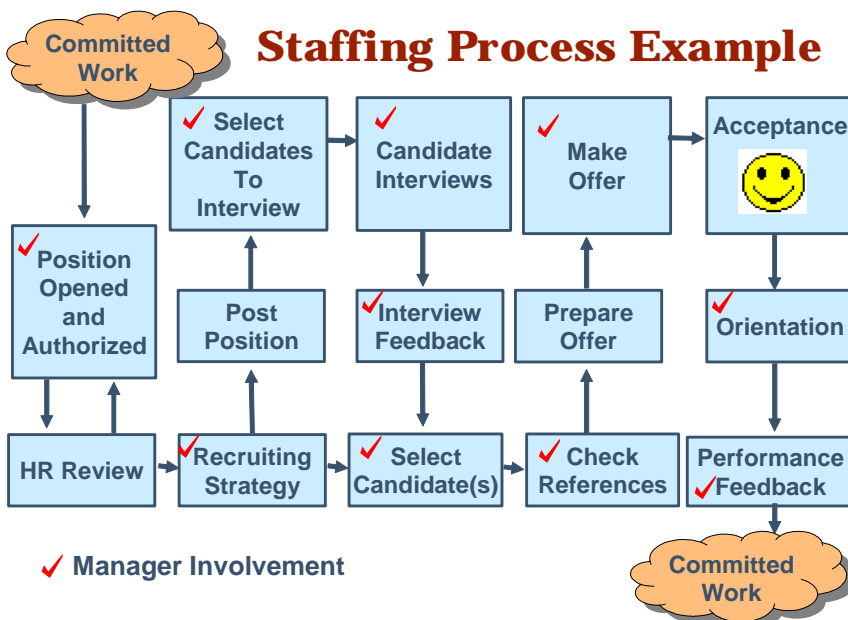 Committed
Work
Staffing Process Example
Select
Candidates
To
Interview
Candidate
Interviews
Make
Offer
Acceptance
Position
Opened
and
Authorized
Post
Position
Interview
Feedback
Prepare
Offer
Orientation
HR Review
Recruiting
Strategy
Select
Candidate(s)
Check
References
Performance
Feedback
Manager Involvement
Committed
Work